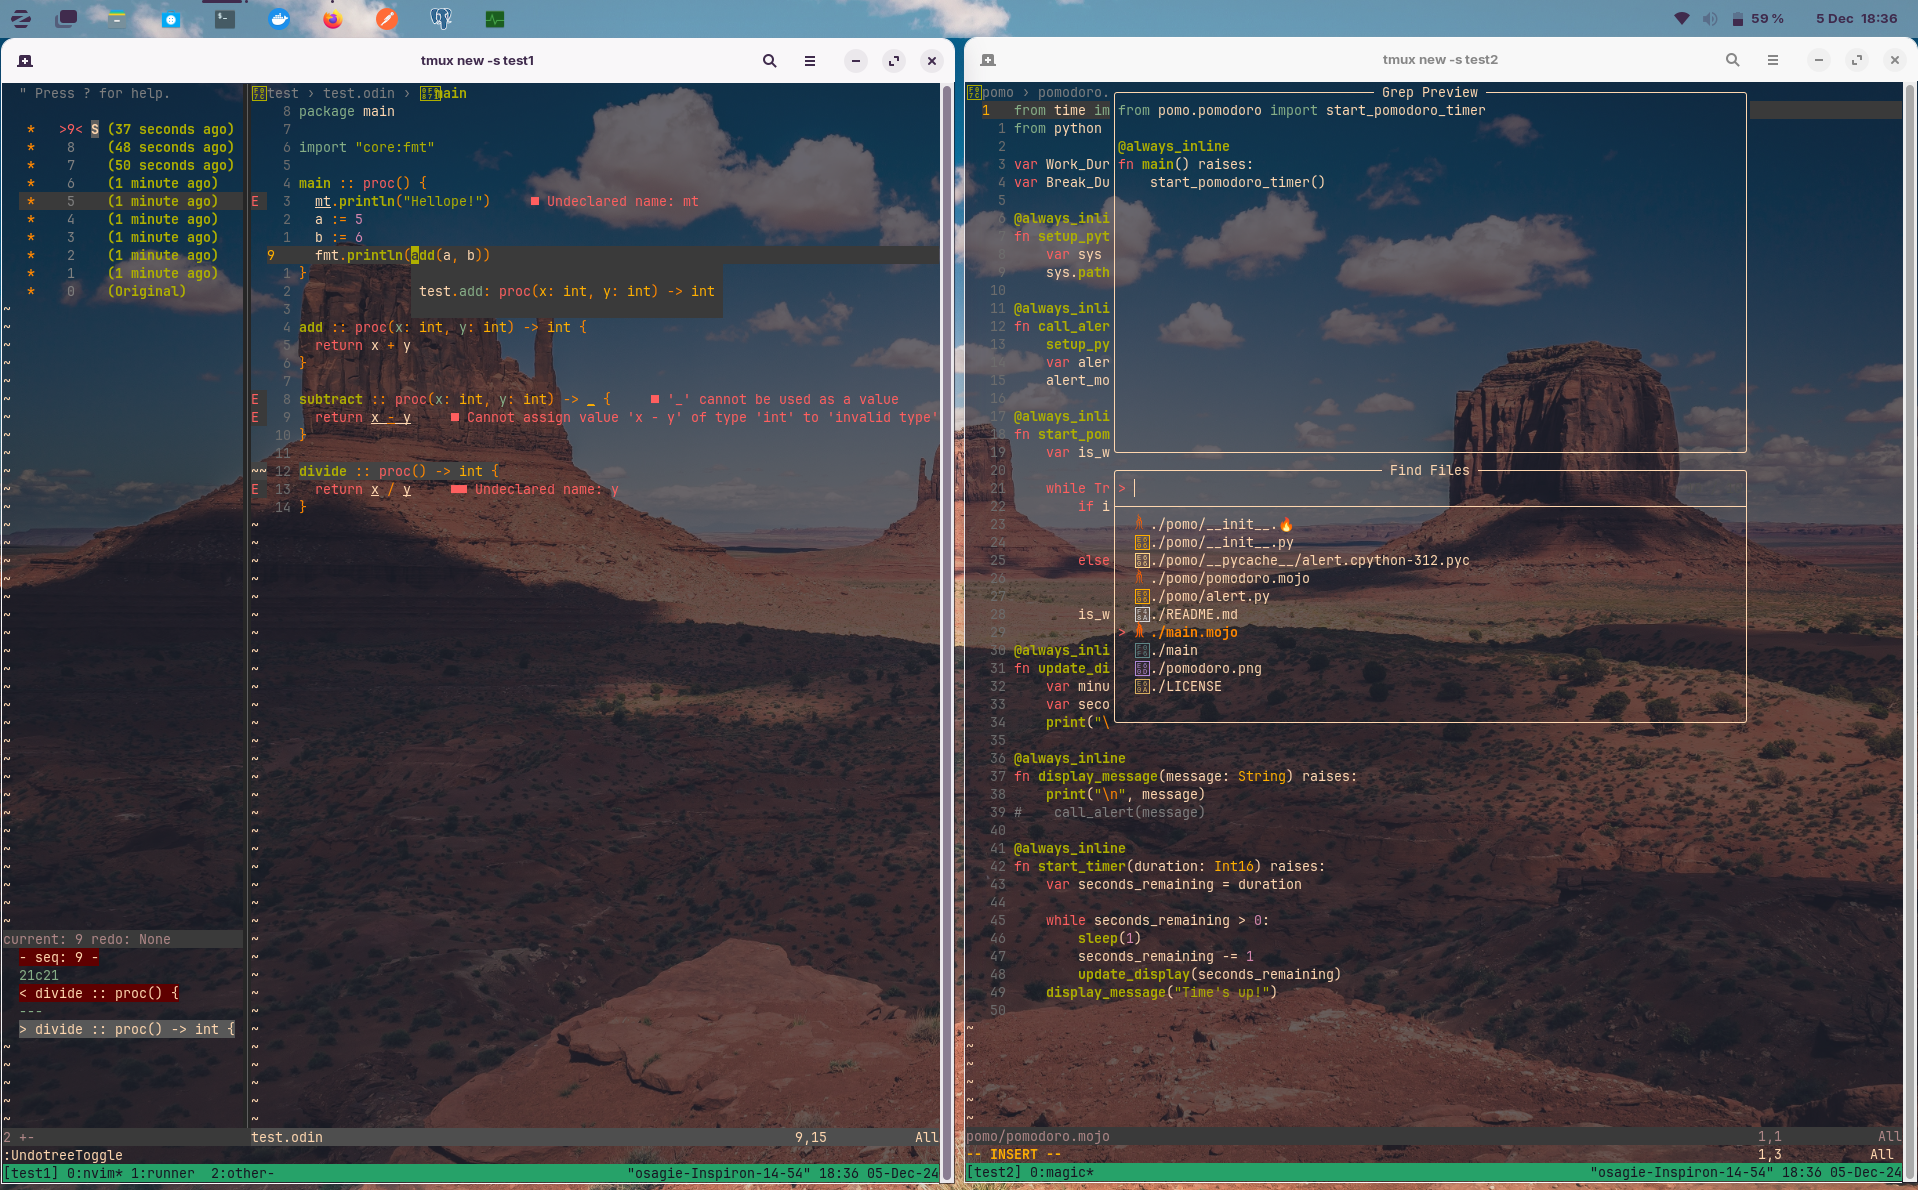 59 %
5 Dec 18:36
tmux new -s test1
" Press ? for help.
* >9< S (37 seconds ago)
* 8 (48 seconds ago)
* 7 (50 seconds ago)
* 6 (1 minute ago)
* 5 (1 minute ago)
* 4 (1 minute ago)
* 3 (1 minute ago)
* 2 (1 minute ago)
* 1 (1 minute ago)
* 0 (Original)
current: 9 redo: None
- seq: 9 -
21c21
< divide :: proc() {
---
> divide :: proc() -> int {
2 +-
test › test.odin › main
8 package main
7
6 import "core:fmt"
5
4 main :: proc() {
E 3 mt.println("Hellope!") ■ Undeclared name: mt
2 a := 5
1 b := 6
9 fmt.println(add(a, b))
1 }
2 test.add: proc(x: int, y: int) -> int
3
4 add :: proc(x: int, y: int) -> int {
5 return x + y
6 }
7
E 8 subtract :: proc(x: int, y: int) -> _ { ■ '_' cannot be used as a value
E 9 return x - y ■ Cannot assign value 'x - y' of type 'int' to 'invalid type'
10 }
11
~~ 12 divide :: proc() -> int {
E 13 return x / y ■■ Undeclared name: y
14 }
test.odin 9,15 All
:UndotreeToggle
[test1] 0:nvim* 1:runner 2:other- "osagie-Inspiron-14-54" 18:36 05-Dec-24
tmux new -s test2
pomo › pomodoro.
1 from time im
1 from python
2
3 var Work_Dur
4 var Break_Du
5
6 @always_inli
7 fn setup_pyt
8 var sys
9 sys.path
10
11 @always_inli
12 fn call_aler
13 setup_py
14 var aler
15 alert_mo
16
17 @always_inli
18 fn start_pom
19 var is_w
20
21 while Tr
22 if i
23
24
25 else
26
27
28 is_w
29
30 @always_inli
31 fn update_di
32 var minu
33 var seco
34 print("\
35
36 @always_inline
37 fn display_message(message: String) raises:
38 print("\n", message)
39 # call_alert(message)
40
41 @always_inline
42 fn start_timer(duration: Int16) raises:
43 var seconds_remaining = duration
44
45 while seconds_remaining > 0:
46 sleep(1)
47 seconds_remaining -= 1
48 update_display(seconds_remaining)
49 display_message("Time's up!")
50
Grep Preview
from pomo.pomodoro import start_pomodoro_timer
@always_inline
fn main() raises:
start_pomodoro_timer()
Find Files
>
./pomo/__init__.🔥
./pomo/__init__.py
./pomo/__pycache__/alert.cpython-312.pyc
./pomo/pomodoro.mojo
./pomo/alert.py
./README.md
> ./main.mojo
./main
./pomodoro.png
./LICENSE
pomo/pomodoro.mojo 1,1 All
-- INSERT -- 1,3 All
[test2] 0:magic* "osagie-Inspiron-14-54" 18:36 05-Dec-24